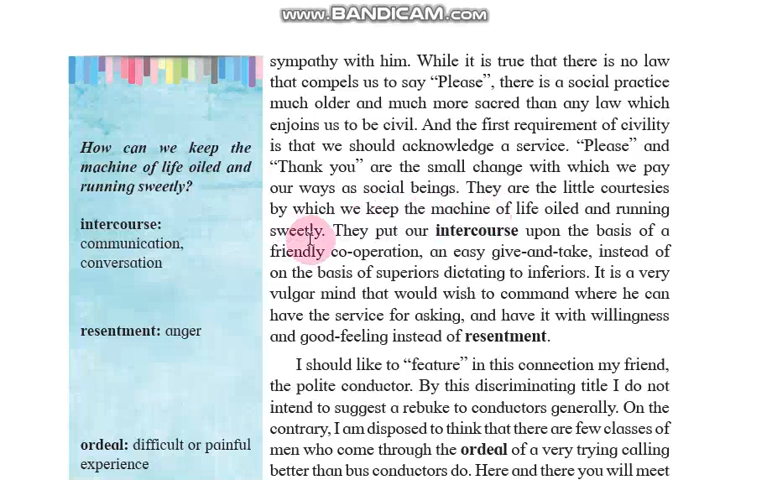 www.BANDICAM.com
How can we keep the
machine of life oiled and
running sweetly?
intercourse:
communication,
conversation
resentment: anger
ordeal: difficult or painful
experience
sympathy with him. While it is true that there is no law
that compels us to say “Please”, there is a social practice
much older and much more sacred than any law which
enjoins us to be civil. And the first requirement of civility
is that we should acknowledge a service. “Please” and
“Thank you” are the small change with which we pay
our ways as social beings. They are the little courtesies
by which we keep the machine of life oiled and running
sweetly. They put our intercourse upon the basis of a
friendly co-operation, an easy give-and-take, instead of
on the basis of superiors dictating to inferiors. It is a very
vulgar mind that would wish to command where he can
have the service for asking, and have it with willingness
and good-feeling instead of resentment.
I should like to “feature” in this connection my friend,
the polite conductor. By this discriminating title I do not
intend to suggest a rebuke to conductors generally. On the
contrary, I am disposed to think that there are few classes of
men who come through the ordeal of a very trying calling
better than bus conductors do. Here and there you will meet